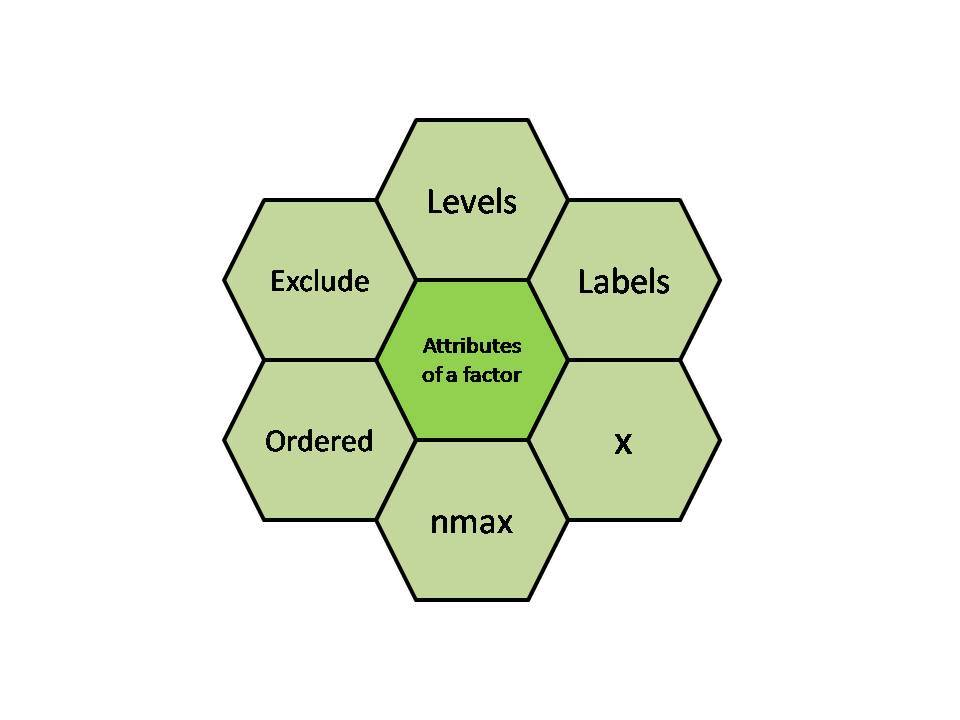 Levels
Exclude
Labels
Attributes
of a factor
Ordered
x
nmax